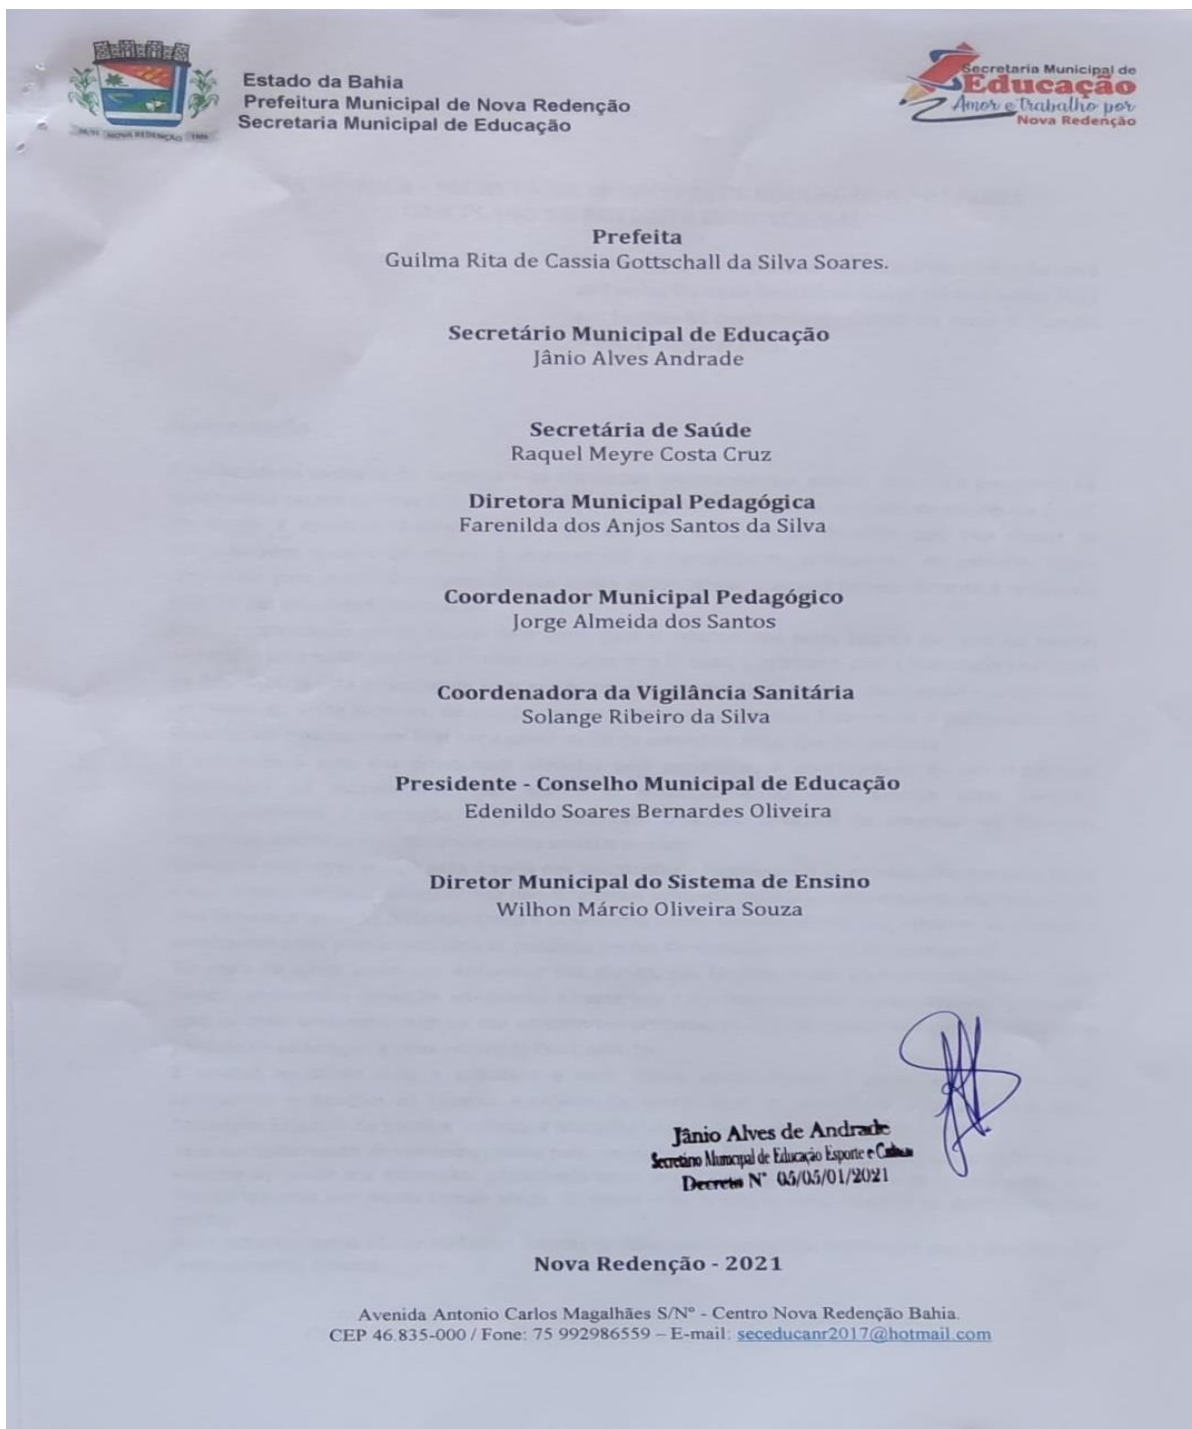 Estado da Bahia
Prefeitura Municipal de Nova Redenção
Secretaria Municipal de Educação
Secretaria Municipal de
Educação
Amor e Trabalho por
Nova Redenção
NOVA REDENÇÃO
Prefeita
Guilma Rita de Cassia Gottschall da Silva Soares.
Secretário Municipal de Educação
Jânio Alves Andrade
Secretária de Saúde
Raquel Meyre Costa Cruz
Diretora Municipal Pedagógica
Farenilda dos Anjos Santos da Silva
Coordenador Municipal Pedagógico
Jorge Almeida dos Santos
Coordenadora da Vigilância Sanitária
Solange Ribeiro da Silva
Presidente - Conselho Municipal de Educação
Edenildo Soares Bernardes Oliveira
Diretor Municipal do Sistema de Ensino
Wilhon Márcio Oliveira Souza
Jânio Alves de Andrade
Secretário Municipal de Educação Esporte e Cultura
Decreto N° 05/05/01/2021
Nova Redenção - 2021
Avenida Antonio Carlos Magalhães S/Nº - Centro Nova Redenção Bahia.
CEP 46.835-000 / Fone: 75 992986559 – E-mail: seceducanr2017@hotmail.com